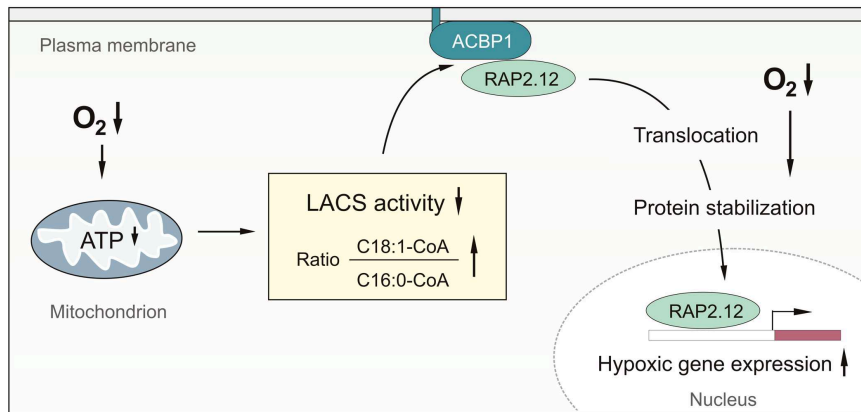 Plasma membrane
ACBP1
RAP2.12
O₂
O₂
Translocation
ATP
LACS activity
Ratio C18:1-CoA
C16:0-CoA
Protein stabilization
Mitochondrion
RAP2.12
Hypoxic gene expression
Nucleus